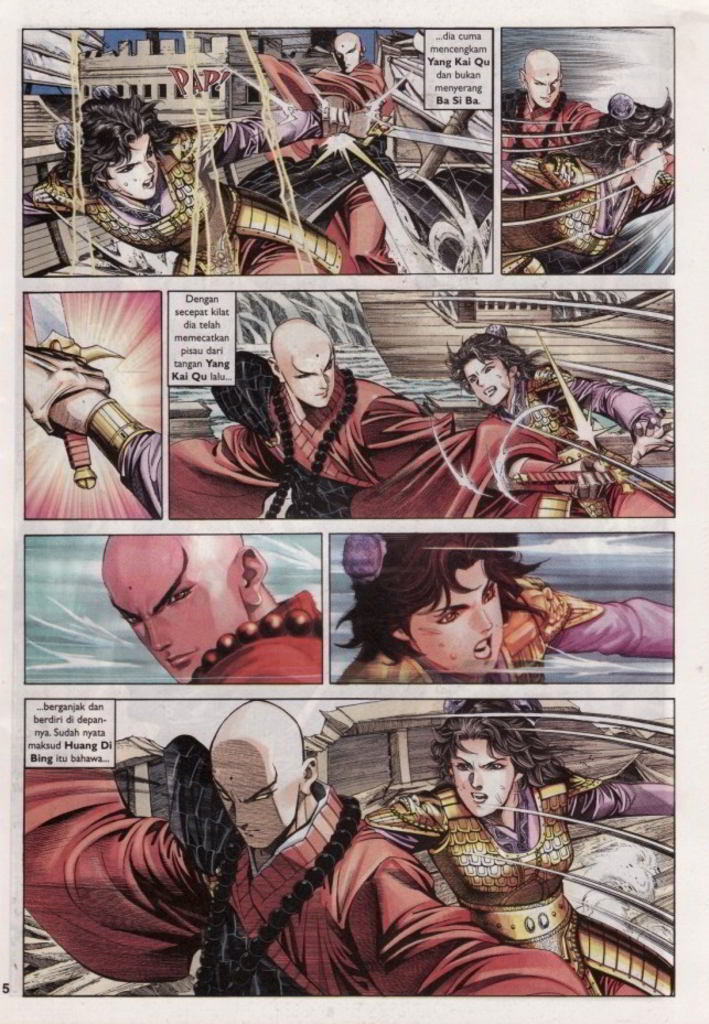 ...dia cuma
mencengkam
Yang Kai Qu
dan bukan
menyerang
Ba Si Ba.
PAP!
Dengan
secepat kilat
dia telah
memecatkan
pisau dari
tangan Yang
Kai Qu lalu...
...berganjak dan
berdiri di depan-
nya. Sudah nyata
maksud Huang Di
Bing itu bahawa...
5